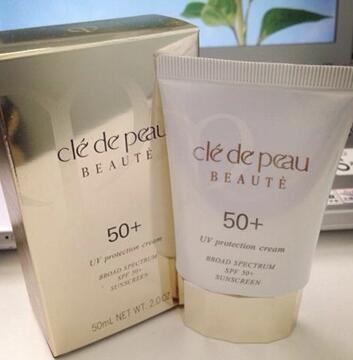 clé de peau
BEAUTÉ
50+
UV protection cream
BROAD SPECTRUM
SPF 50+
SUNSCREEN
50mL NET WT. 2.0 OZ
clé de peau
BEAUTÉ
50+
UV protection cream
BROAD SPECTRUM
SPF 50+
SUNSCREEN